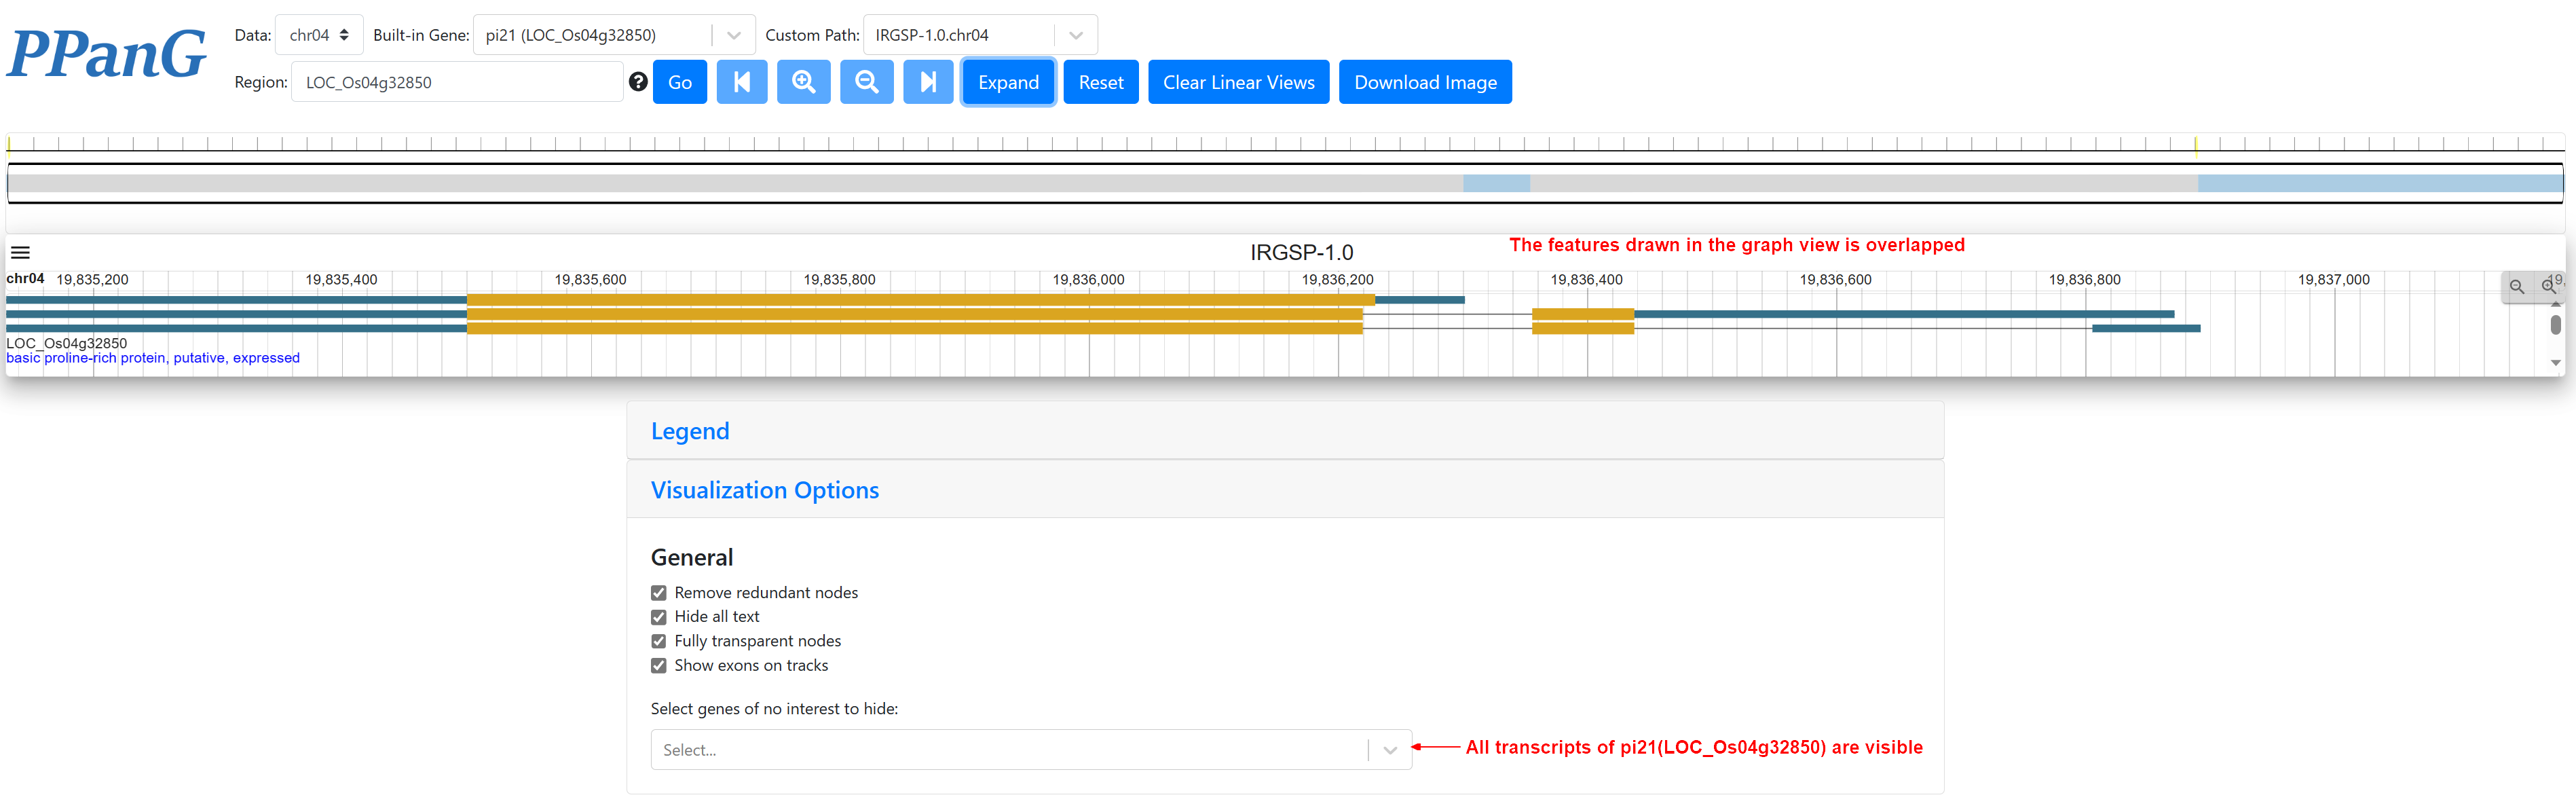 PPanG
Data: chr04 Built-in Gene: pi21 (LOC_Os04g32850) Custom Path: IRGSP-1.0.chr04
Region: LOC_Os04g32850 Go Expand Reset Clear Linear Views Download Image
IRGSP-1.0
The features drawn in the graph view is overlapped
chr04 19,835,200 19,835,400 19,835,600 19,835,800 19,836,000 19,836,200 19,836,400 19,836,600 19,836,800 19,837,000
LOC_Os04g32850
basic proline-rich protein, putative, expressed
Legend
Visualization Options
General
Remove redundant nodes
Hide all text
Fully transparent nodes
Show exons on tracks
Select genes of no interest to hide:
Select...
All transcripts of pi21(LOC_Os04g32850) are visible